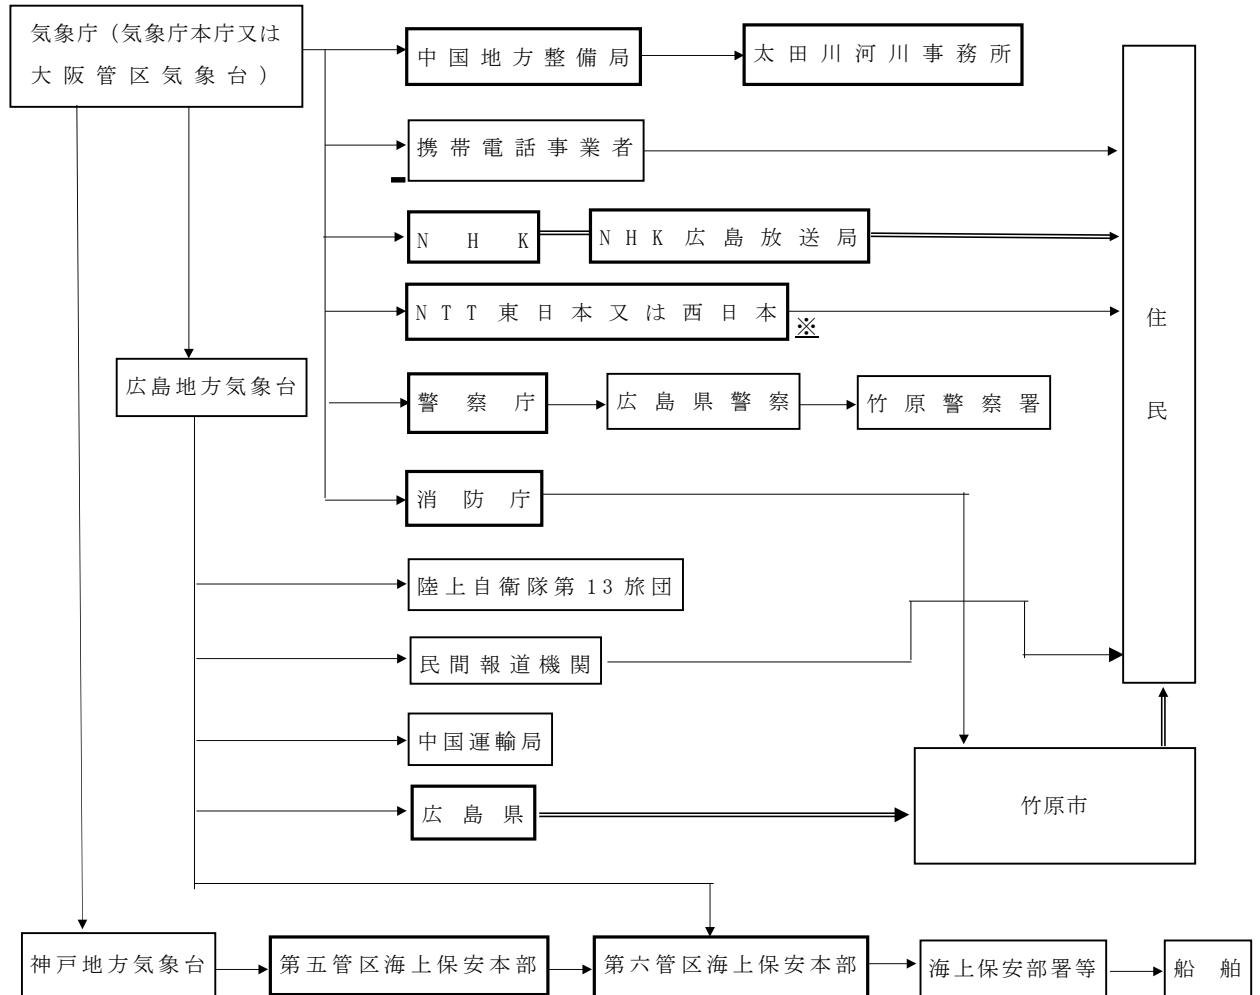 気象庁(気象庁本庁又は
大阪管区気象台)
中国地方整備局
太田川河川事務所
携帯電話事業者
NHK
NHK広島放送局
NTT東日本又は西日本
※
住
民
広島地方気象台
警察庁
広島県警察
竹原警察署
消防庁
陸上自衛隊第13旅団
民間報道機関
中国運輸局
広島県
竹原市
神戸地方気象台
第五管区海上保安本部
第六管区海上保安本部
海上保安部署等
船舶